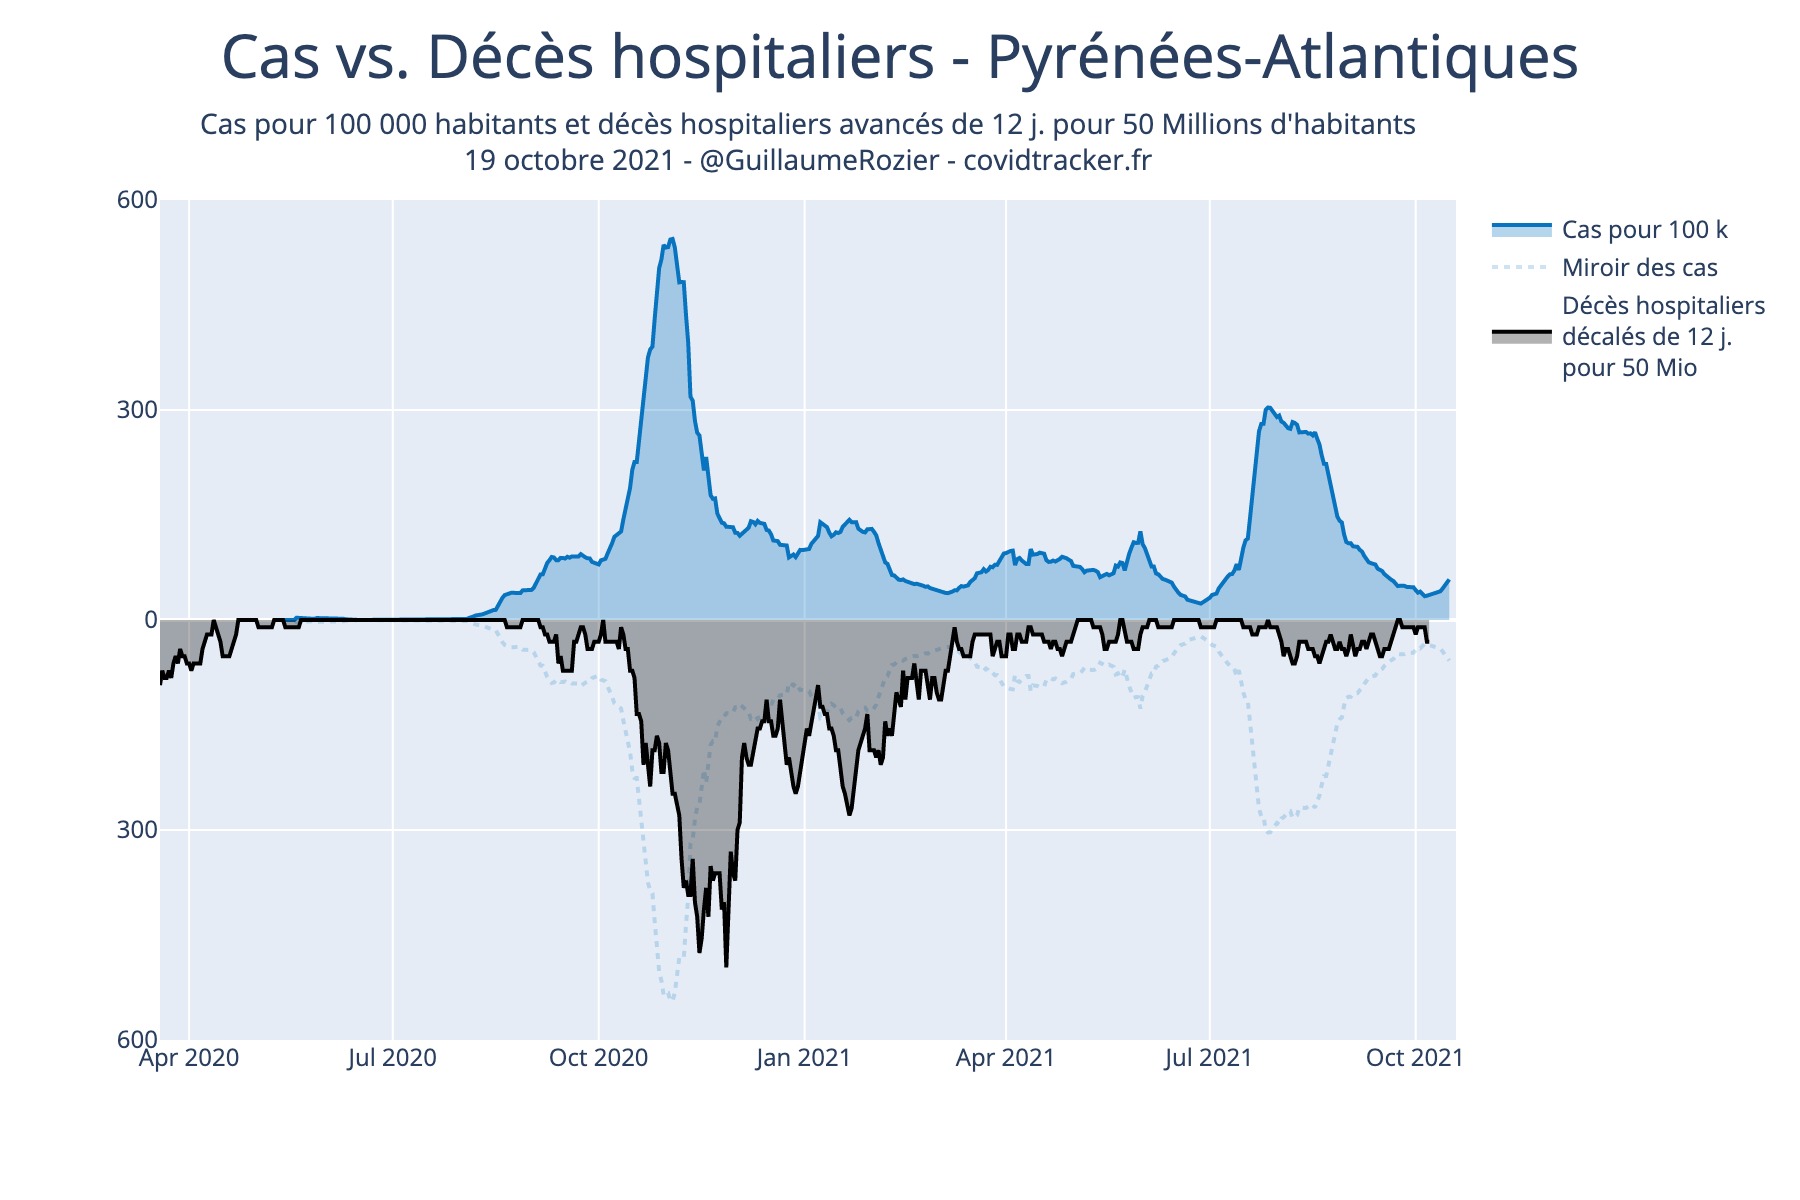 Cas vs. Décès hospitaliers - Pyrénées-Atlantiques
Cas pour 100 000 habitants et décès hospitaliers avancés de 12 j. pour 50 Millions d'habitants
19 octobre 2021 - @GuillaumeRozier - covidtracker.fr
600
300
0
300
600
Apr 2020
Jul 2020
Oct 2020
Jan 2021
Apr 2021
Jul 2021
Oct 2021
Cas pour 100 k
Miroir des cas
Décès hospitaliers
décalés de 12 j.
pour 50 Mio